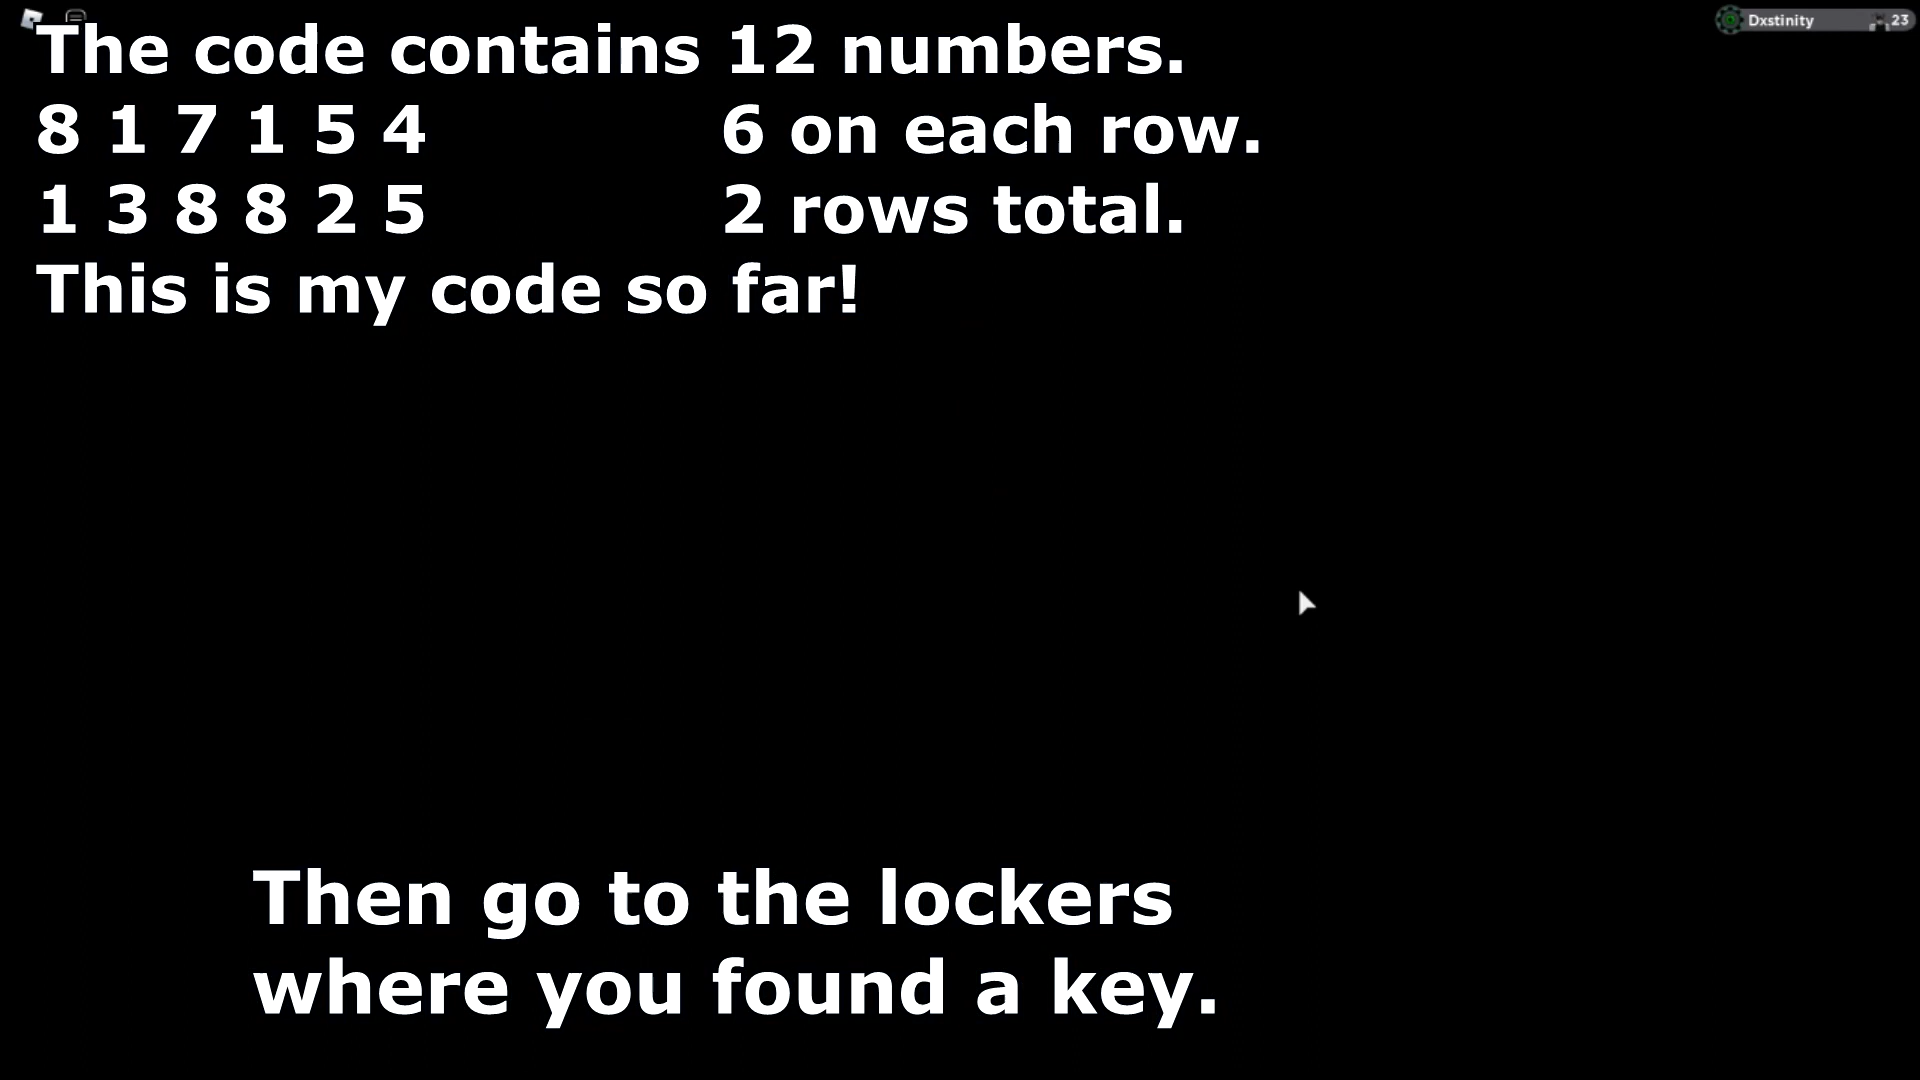 Dxstinity 23
The code contains 12 numbers.
8 1 7 1 5 4 6 on each row.
1 3 8 8 2 5 2 rows total.
This is my code so far!
Then go to the lockers
where you found a key.